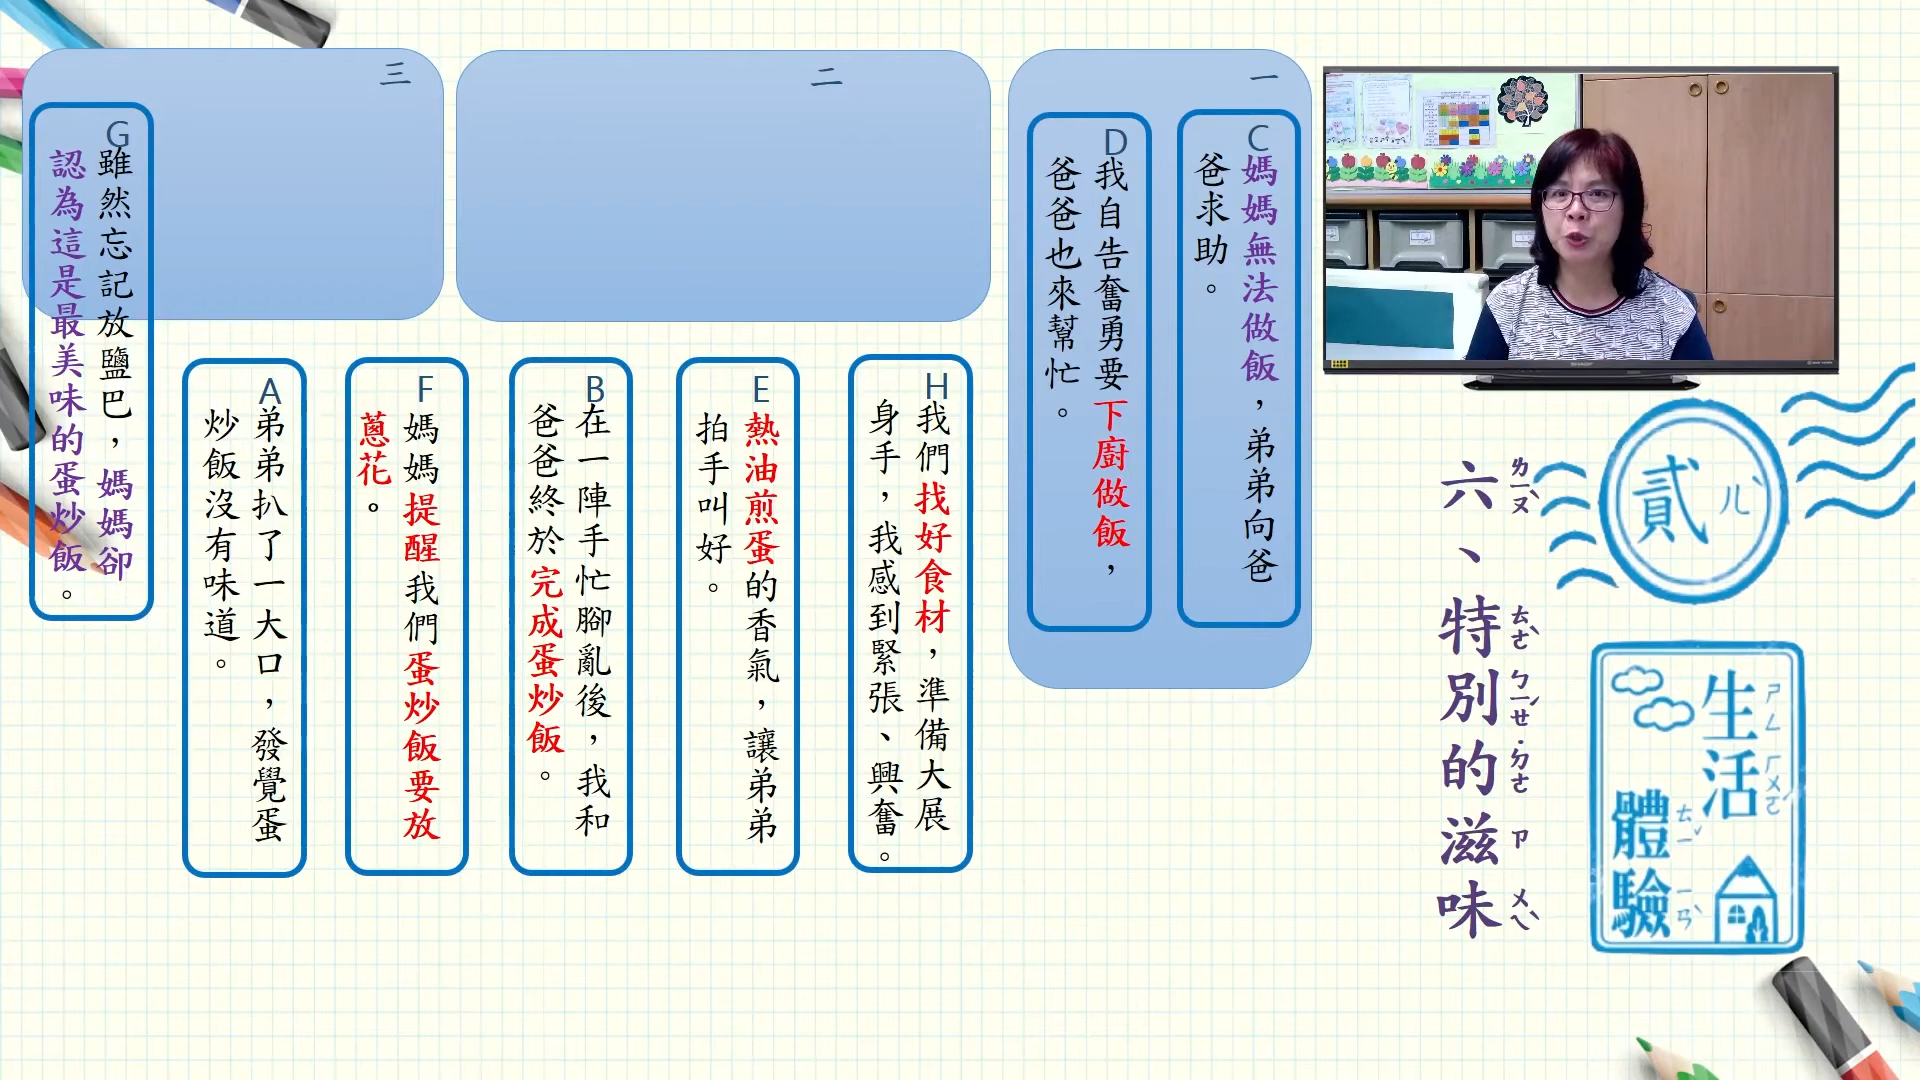 一
C
媽媽無法做飯，弟弟向爸
爸求助。
D
我自告奮勇要下廚做飯，
爸爸也來幫忙。
二
H
我們找好食材，準備大展
身手，我感到緊張、興奮。
E
熱油煎蛋的香氣，讓弟弟
拍手叫好。
B
在一陣手忙腳亂後，我和
爸爸終於完成蛋炒飯。
三
F
媽媽提醒我們蛋炒飯要放
蔥花。
A
弟弟扒了一大口，發覺蛋
炒飯沒有味道。
G
雖然忘記放鹽巴，媽媽卻
認為這是最美味的蛋炒飯。
貳 ㄦˋ
生活 ㄕㄥ ㄏㄨㄛˊ
體驗 ㄊㄧˇ ㄧㄢˋ
六、特別的滋味
ㄌㄧㄡˋ ㄊㄜˋ ㄅㄧㄝˊ ˙ㄉㄜ ㄗ ㄨㄟˋ